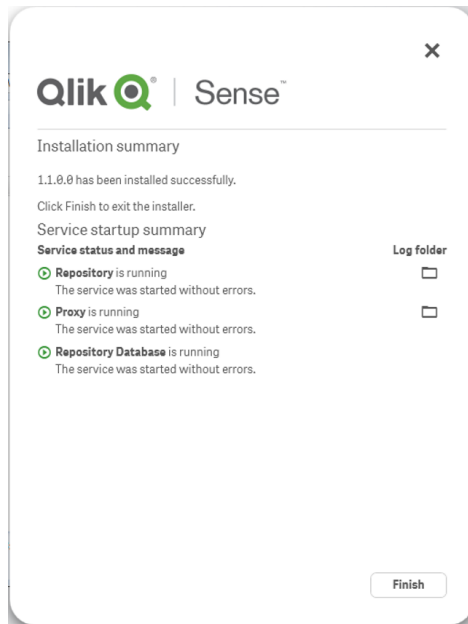 Qlik Q® | Sense™
Installation summary
1.1.0.0 has been installed successfully.
Click Finish to exit the installer.
Service startup summary
Service status and message Log folder
Repository is running
The service was started without errors.
Proxy is running
The service was started without errors.
Repository Database is running
The service was started without errors.
Finish